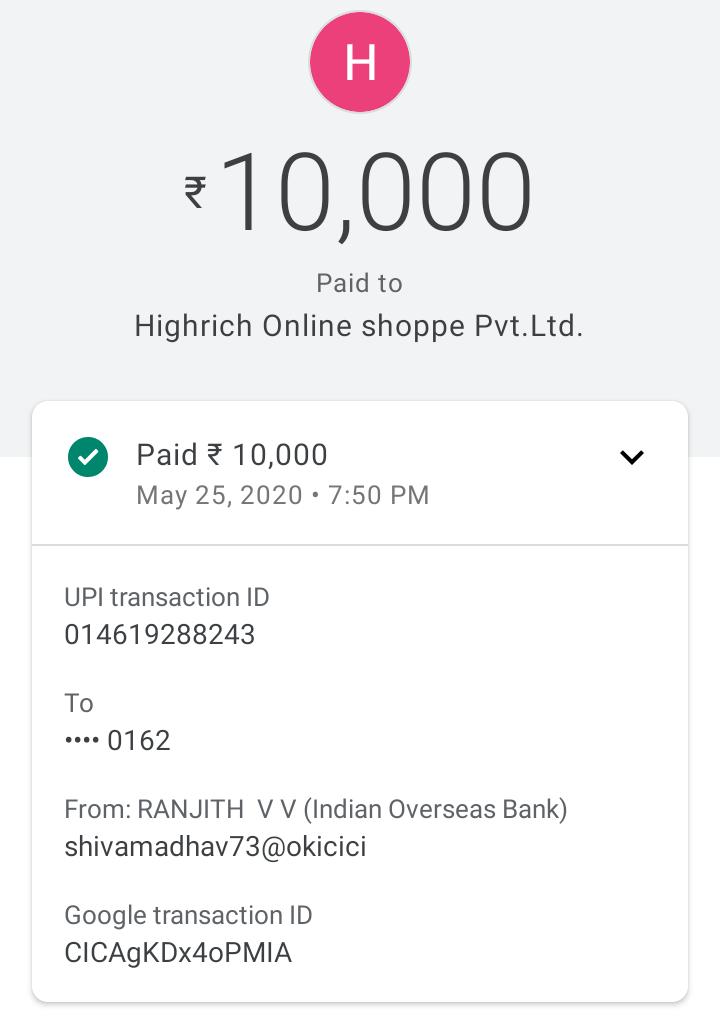 H
₹10,000
Paid to
Highrich Online shoppe Pvt.Ltd.
Paid ₹ 10,000
May 25, 2020 • 7:50 PM
UPI transaction ID
014619288243
To
•••• 0162
From: RANJITH  V V (Indian Overseas Bank)
shivamadhav73@okicici
Google transaction ID
CICAgKDx4oPMIA